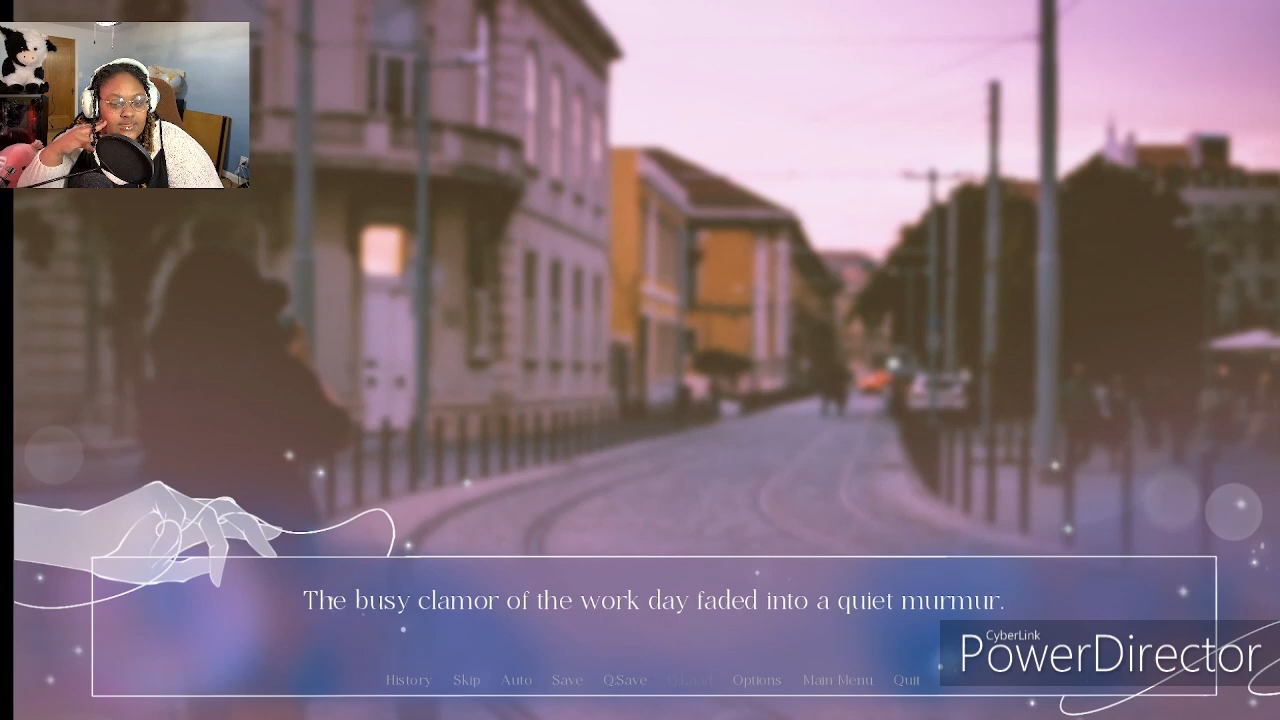 The busy clamor of the work day faded into a quiet murmur.
History Skip Auto Save Q.Save Q.Load Options Main Menu Quit
CyberLink
PowerDirector